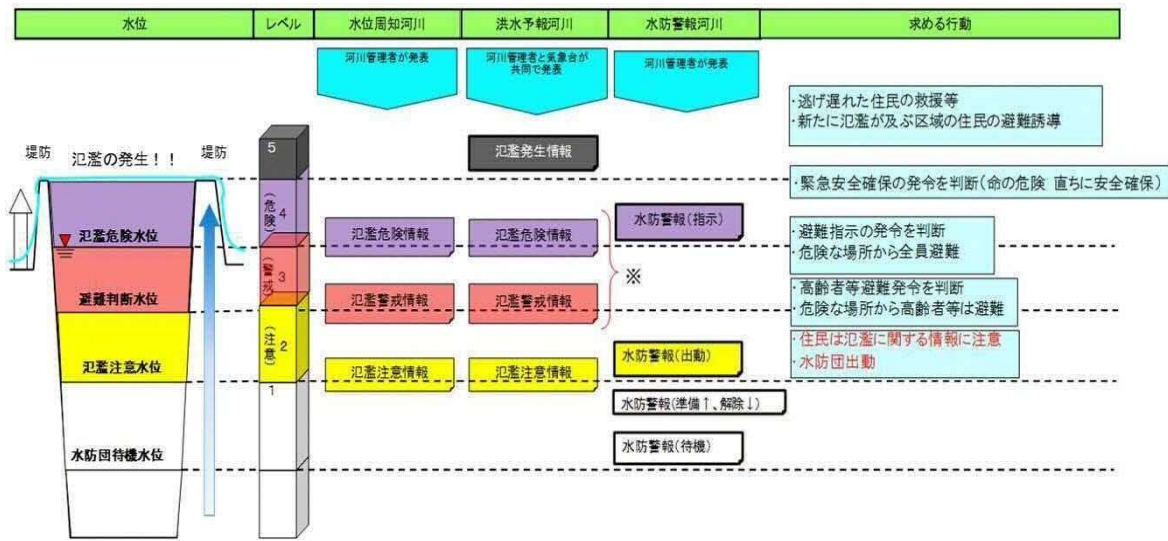 水位
レベル
水位周知河川
洪水予報河川
水防警報河川
求める行動
河川管理者が発表
河川管理者と気象台が
共同で発表
河川管理者が発表
・逃げ遅れた住民の救援等
・新たに氾濫が及ぶ区域の住民の避難誘導
堤防
氾濫の発生！！
堤防
5
氾濫発生情報
・緊急安全確保の発令を判断(命の危険 直ちに安全確保)
氾濫危険水位
(危険)
4
氾濫危険情報
氾濫危険情報
水防警報(指示)
・避難指示の発令を判断
・危険な場所から全員避難
※
避難判断水位
(警戒)
3
氾濫警戒情報
氾濫警戒情報
・高齢者等避難発令を判断
・危険な場所から高齢者等は避難
氾濫注意水位
(注意)
2
氾濫注意情報
氾濫注意情報
水防警報(出動)
・住民は氾濫に関する情報に注意
・水防団出動
1
水防警報(準備↑、解除↓)
水防団待機水位
水防警報(待機)